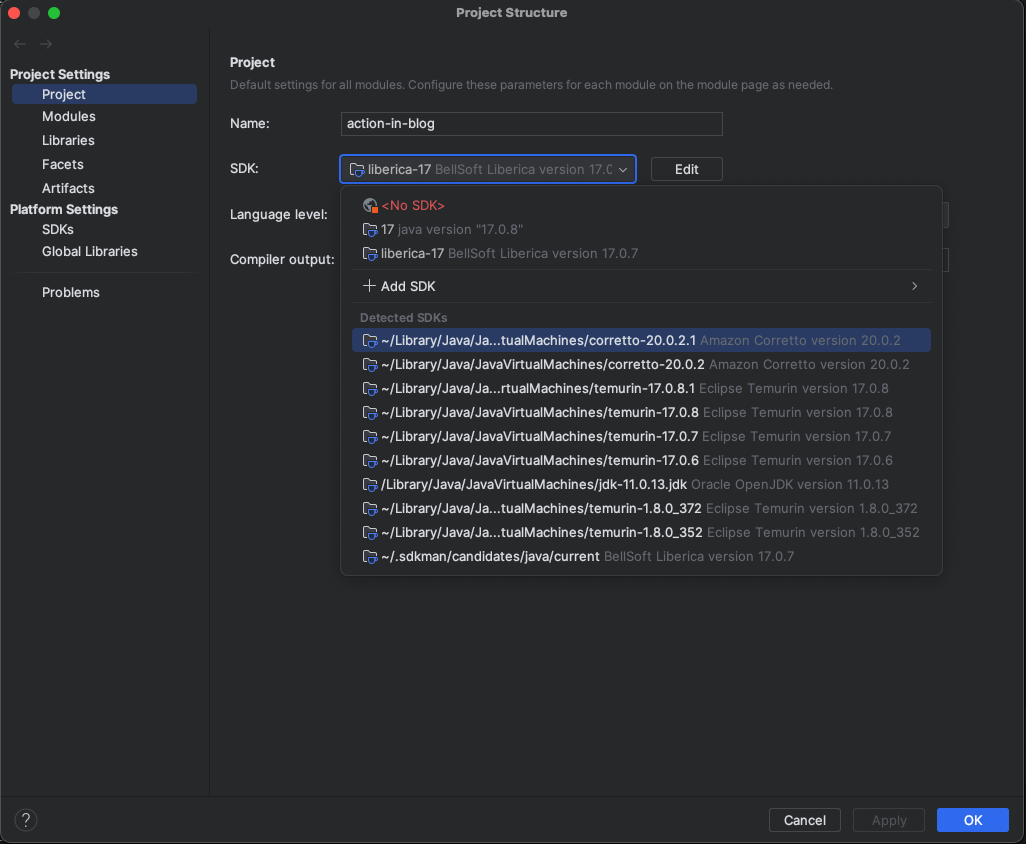 Project Structure
Project Settings
Project
Modules
Libraries
Facets
Artifacts
Platform Settings
SDKs
Global Libraries
Problems
Project
Default settings for all modules. Configure these parameters for each module on the module page as needed.
Name: action-in-blog
SDK: liberica-17 BellSoft Liberica version 17.0 Edit
Language level:
Compiler output:
<No SDK>
17 java version "17.0.8"
liberica-17 BellSoft Liberica version 17.0.7
Add SDK
Detected SDKs
~/Library/Java/Ja...tualMachines/corretto-20.0.2.1 Amazon Corretto version 20.0.2
~/Library/Java/JavaVirtualMachines/corretto-20.0.2 Amazon Corretto version 20.0.2
~/Library/Java/Ja...rtualMachines/temurin-17.0.8.1 Eclipse Temurin version 17.0.8
~/Library/Java/JavaVirtualMachines/temurin-17.0.8 Eclipse Temurin version 17.0.8
~/Library/Java/JavaVirtualMachines/temurin-17.0.7 Eclipse Temurin version 17.0.7
~/Library/Java/JavaVirtualMachines/temurin-17.0.6 Eclipse Temurin version 17.0.6
/Library/Java/JavaVirtualMachines/jdk-11.0.13.jdk Oracle OpenJDK version 11.0.13
~/Library/Java/Ja...tualMachines/temurin-1.8.0_372 Eclipse Temurin version 1.8.0_372
~/Library/Java/Ja...tualMachines/temurin-1.8.0_352 Eclipse Temurin version 1.8.0_352
~/.sdkman/candidates/java/current BellSoft Liberica version 17.0.7
?
Cancel Apply OK